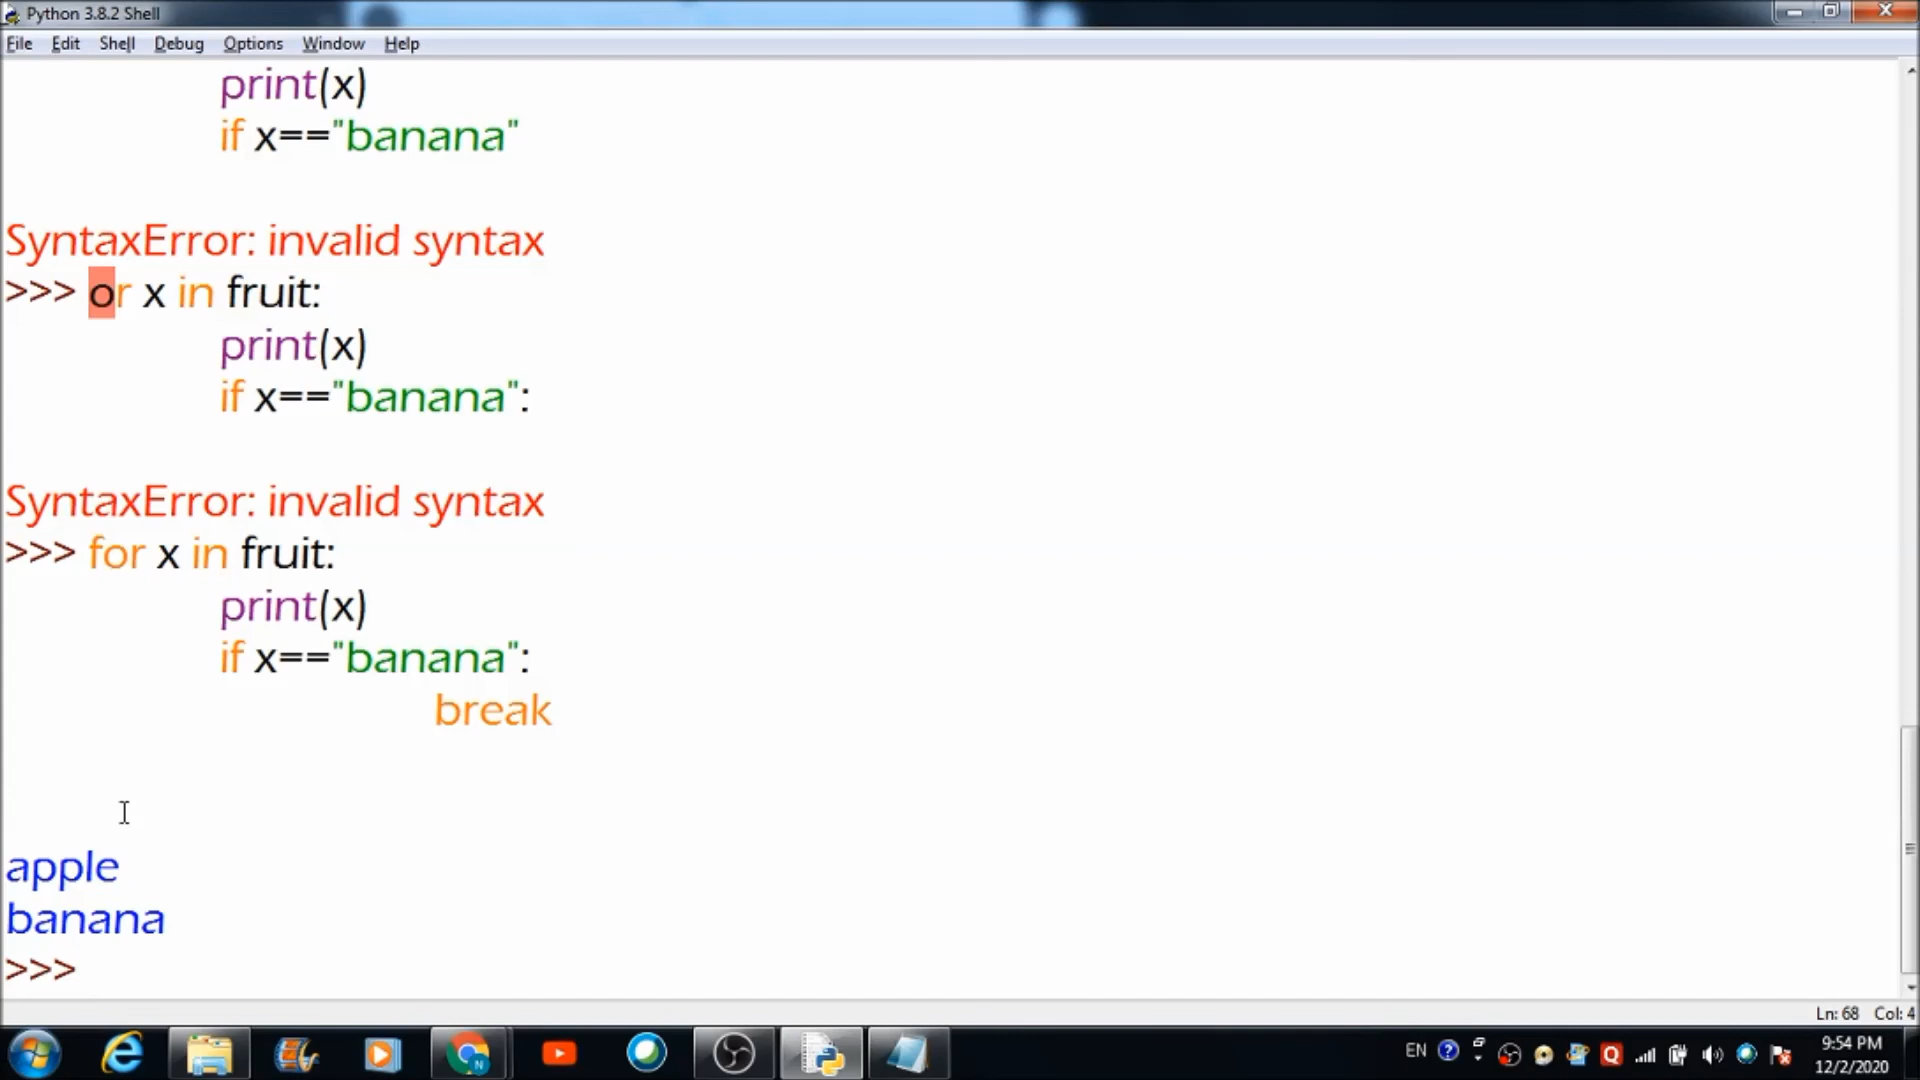 Python 3.8.2 Shell
File Edit Shell Debug Options Window Help
print(x)
if x=="banana"
SyntaxError: invalid syntax
>>> or x in fruit:
print(x)
if x=="banana":
SyntaxError: invalid syntax
>>> for x in fruit:
print(x)
if x=="banana":
break
apple
banana
>>>
Ln: 68 Col: 4
EN
9:54 PM
12/2/2020